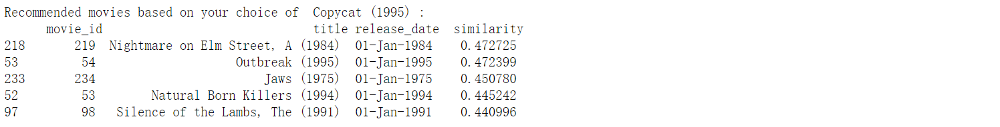 Recommended movies based on your choice of  Copycat (1995) :
     movie_id                           title release_date  similarity
218       219  Nightmare on Elm Street, A (1984)  01-Jan-1984    0.472725
53         54                 Outbreak (1995)  01-Jan-1995    0.472399
233       234                     Jaws (1975)  01-Jan-1975    0.450780
52         53       Natural Born Killers (1994)  01-Jan-1994    0.445242
97         98   Silence of the Lambs, The (1991)  01-Jan-1991    0.440996